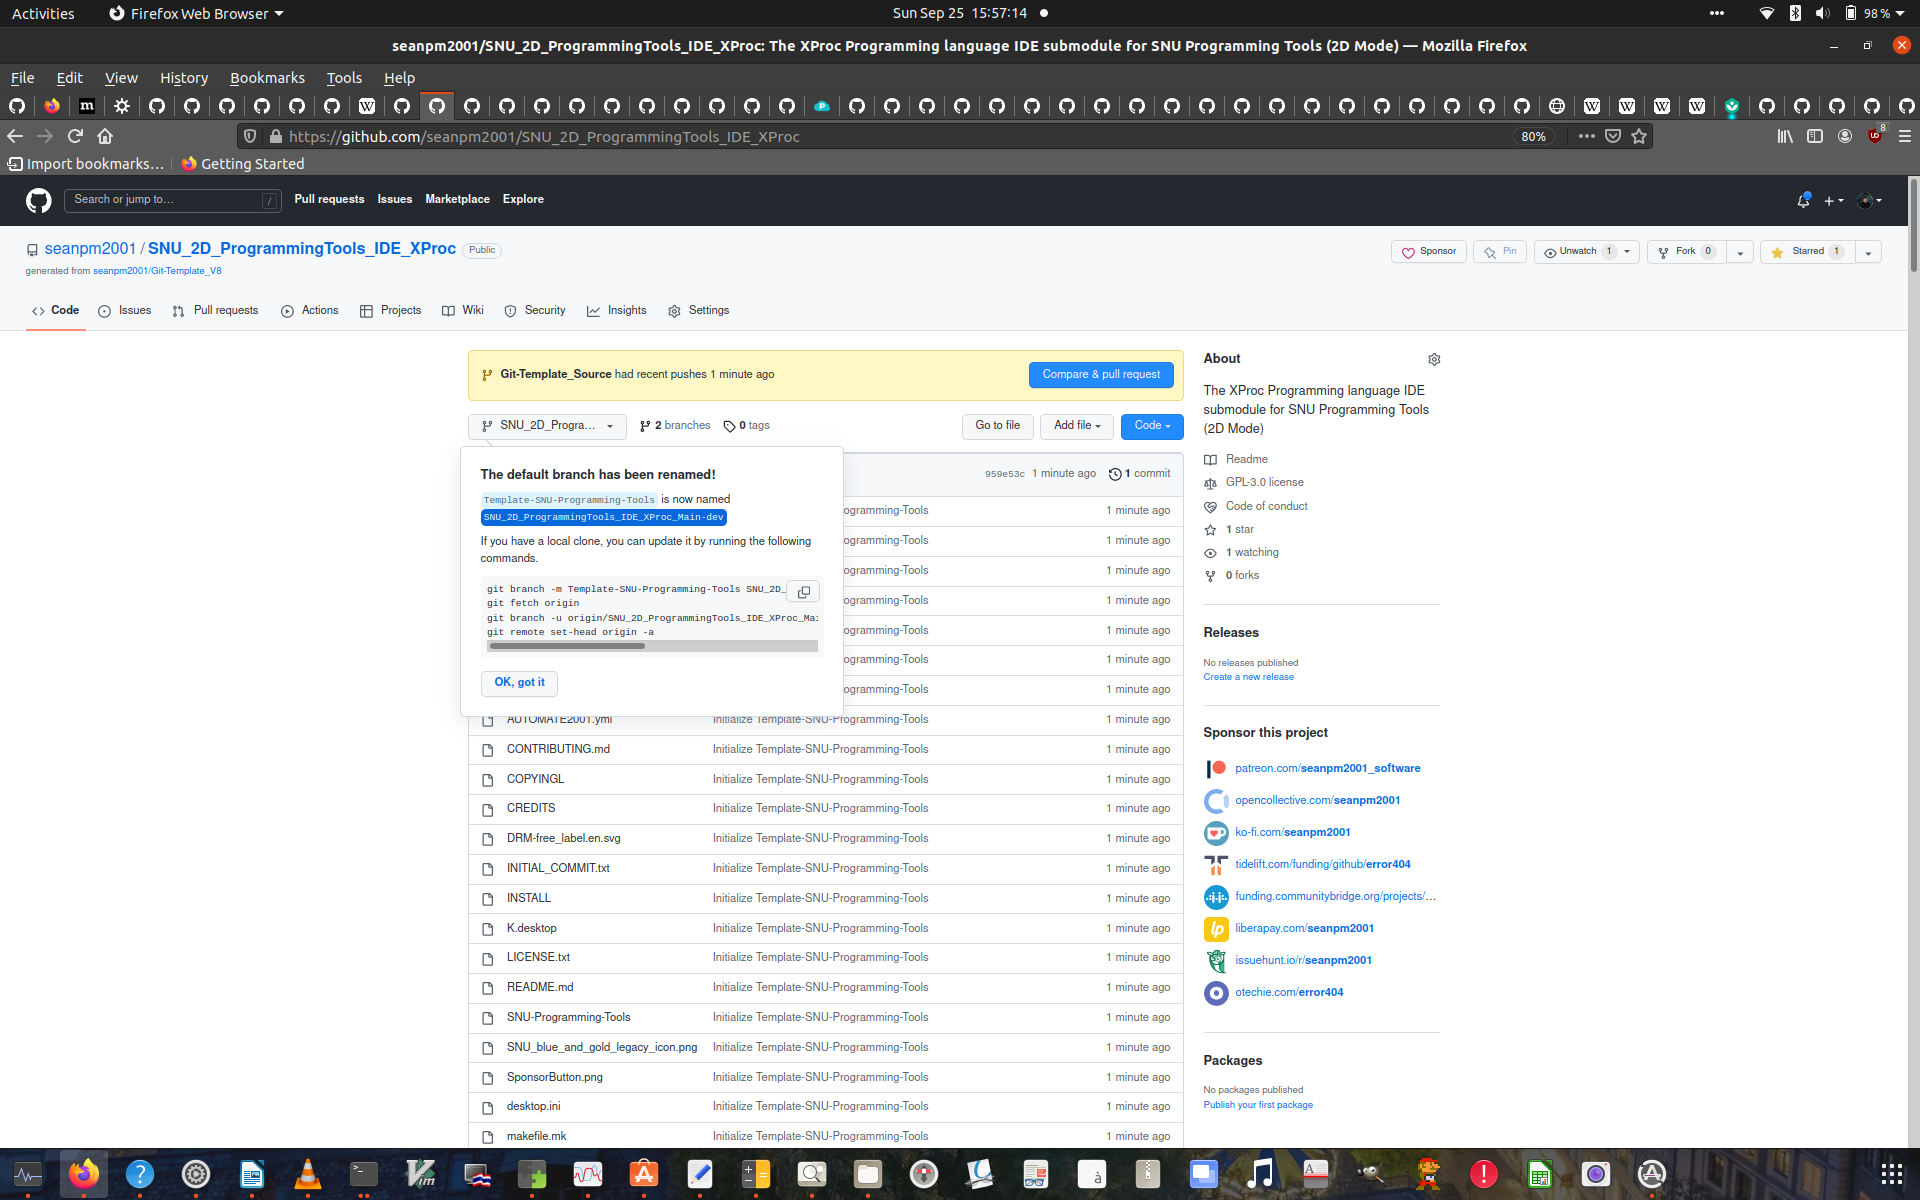 Activities
Firefox Web Browser
Sun Sep 25 15:57:14
98 %
seanpm2001/SNU_2D_ProgrammingTools_IDE_XProc: The XProc Programming language IDE submodule for SNU Programming Tools (2D Mode) — Mozilla Firefox
File Edit View History Bookmarks Tools Help
https://github.com/seanpm2001/SNU_2D_ProgrammingTools_IDE_XProc
80%
8
Import bookmarks…
Getting Started
Search or jump to…
/
Pull requests Issues Marketplace Explore
seanpm2001 / SNU_2D_ProgrammingTools_IDE_XProc
Public
generated from seanpm2001/Git-Template_V8
Sponsor
Pin
Unwatch 1
Fork 0
Starred 1
Code
Issues
Pull requests
Actions
Projects
Wiki
Security
Insights
Settings
Git-Template_Source had recent pushes 1 minute ago
Compare & pull request
SNU_2D_Progra…
2 branches
0 tags
Go to file
Add file
Code
The default branch has been renamed!
Template-SNU-Programming-Tools is now named
SNU_2D_ProgrammingTools_IDE_XProc_Main-dev
If you have a local clone, you can update it by running the following
commands.
git branch -m Template-SNU-Programming-Tools SNU_2D_
git fetch origin
git branch -u origin/SNU_2D_ProgrammingTools_IDE_XProc_Mai
git remote set-head origin -a
OK, got it
959e53c 1 minute ago
1 commit
ogramming-Tools 1 minute ago
ogramming-Tools 1 minute ago
ogramming-Tools 1 minute ago
ogramming-Tools 1 minute ago
ogramming-Tools 1 minute ago
ogramming-Tools 1 minute ago
ogramming-Tools 1 minute ago
AUTOMATE2001.yml Initialize Template-SNU-Programming-Tools 1 minute ago
CONTRIBUTING.md Initialize Template-SNU-Programming-Tools 1 minute ago
COPYINGL Initialize Template-SNU-Programming-Tools 1 minute ago
CREDITS Initialize Template-SNU-Programming-Tools 1 minute ago
DRM-free_label.en.svg Initialize Template-SNU-Programming-Tools 1 minute ago
INITIAL_COMMIT.txt Initialize Template-SNU-Programming-Tools 1 minute ago
INSTALL Initialize Template-SNU-Programming-Tools 1 minute ago
K.desktop Initialize Template-SNU-Programming-Tools 1 minute ago
LICENSE.txt Initialize Template-SNU-Programming-Tools 1 minute ago
README.md Initialize Template-SNU-Programming-Tools 1 minute ago
SNU-Programming-Tools Initialize Template-SNU-Programming-Tools 1 minute ago
SNU_blue_and_gold_legacy_icon.png Initialize Template-SNU-Programming-Tools 1 minute ago
SponsorButton.png Initialize Template-SNU-Programming-Tools 1 minute ago
desktop.ini Initialize Template-SNU-Programming-Tools 1 minute ago
makefile.mk Initialize Template-SNU-Programming-Tools 1 minute ago
About
The XProc Programming language IDE
submodule for SNU Programming Tools
(2D Mode)
Readme
GPL-3.0 license
Code of conduct
1 star
1 watching
0 forks
Releases
No releases published
Create a new release
Sponsor this project
patreon.com/seanpm2001_software
opencollective.com/seanpm2001
ko-fi.com/seanpm2001
tidelift.com/funding/github/error404
funding.communitybridge.org/projects/…
liberapay.com/seanpm2001
issuehunt.io/r/seanpm2001
otechie.com/error404
Packages
No packages published
Publish your first package